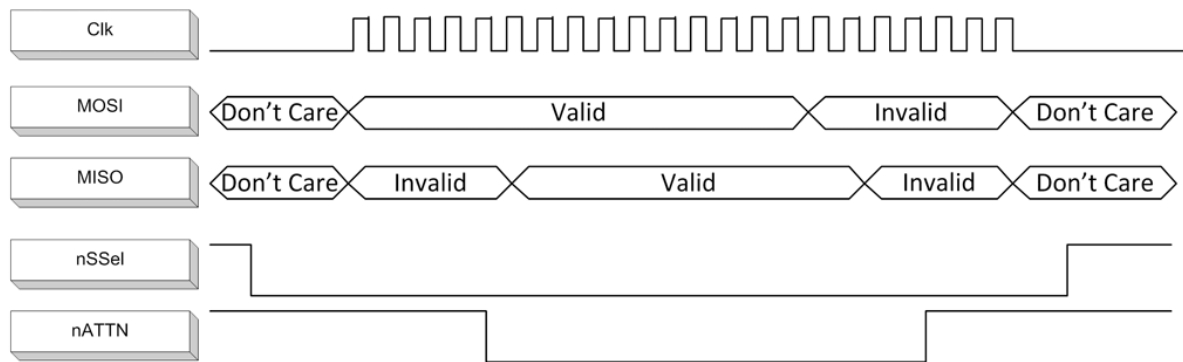 Clk
MOSI
Don't Care
Valid
Invalid
Don't Care
MISO
Don't Care
Invalid
Valid
Invalid
Don't Care
nSSel
nATTN